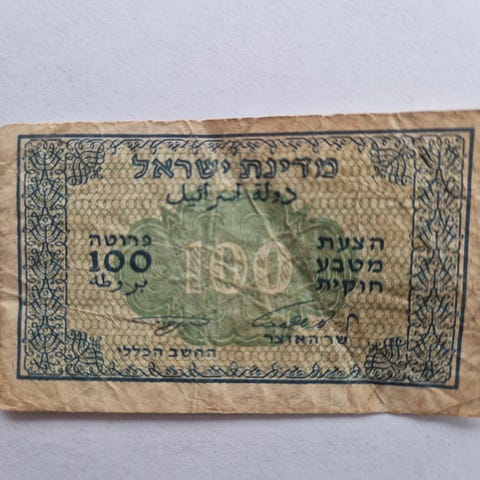 מדינת ישראל
دولة اسرائيل
הצעת
מטבע
חוקית
100
פרוטה
100
بروطة
שר האוצר
החשב הכללי